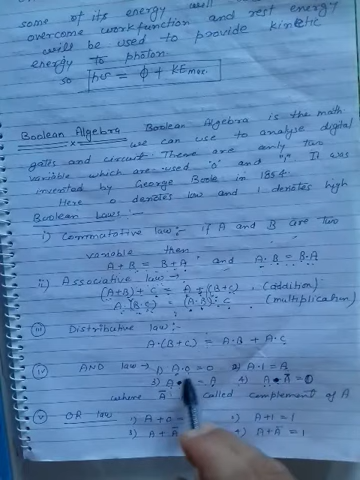 some of its energy will
overcome work function and rest energy
will be used to provide kinetic
energy to photon.
so hν = ϕ + KEmax.
Boolean Algebra Boolean Algebra is the math.
we can use to analyse digital
gates and circuit. There are only two
variable which are used '0' and "1". It was
invented by George Boole in 1854.
Here 0 denotes low and 1 denotes high
Boolean Laws:-
i) Commutative law:- if A and B are two
variable then
A + B = B + A and A.B = B.A
ii) Associative law →
(A+B)+C = A+(B+C), (addition)
A.(B.C) = (A.B).C (multiplication)
iii) Distributive law:-
A.(B+C) = A.B + A.C
iv) AND law → 1) A.0 = 0 2) A.1 = A
3) A. = A 4) A.Ā = 0
where Ā called complement of A
v) OR law 1) A + 0 = 2) A+1 = 1
3) A + A 4) A+Ā = 1